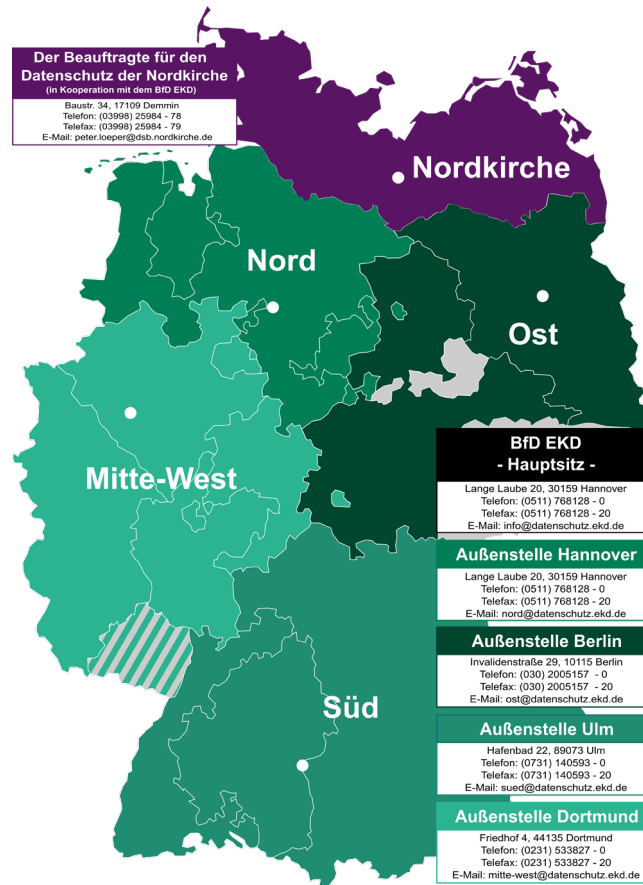 Der Beauftragte für den
Datenschutz der Nordkirche
(in Kooperation mit dem BfD EKD)
Baustr. 34, 17109 Demmin
Telefon: (03998) 25984 - 78
Telefax: (03998) 25984 - 79
E-Mail: peter.loeper@dsb.nordkirche.de
Nordkirche
Nord
Ost
Mitte-West
Süd
BfD EKD
- Hauptsitz -
Lange Laube 20, 30159 Hannover
Telefon: (0511) 768128 - 0
Telefax: (0511) 768128 - 20
E-Mail: info@datenschutz.ekd.de
Außenstelle Hannover
Lange Laube 20, 30159 Hannover
Telefon: (0511) 768128 - 0
Telefax: (0511) 768128 - 20
E-Mail: nord@datenschutz.ekd.de
Außenstelle Berlin
Invalidenstraße 29, 10115 Berlin
Telefon: (030) 2005157 - 0
Telefax: (030) 2005157 - 20
E-Mail: ost@datenschutz.ekd.de
Außenstelle Ulm
Hafenbad 22, 89073 Ulm
Telefon: (0731) 140593 - 0
Telefax: (0731) 140593 - 20
E-Mail: sued@datenschutz.ekd.de
Außenstelle Dortmund
Friedhof 4, 44135 Dortmund
Telefon: (0231) 533827 - 0
Telefax: (0231) 533827 - 20
E-Mail: mitte-west@datenschutz.ekd.de